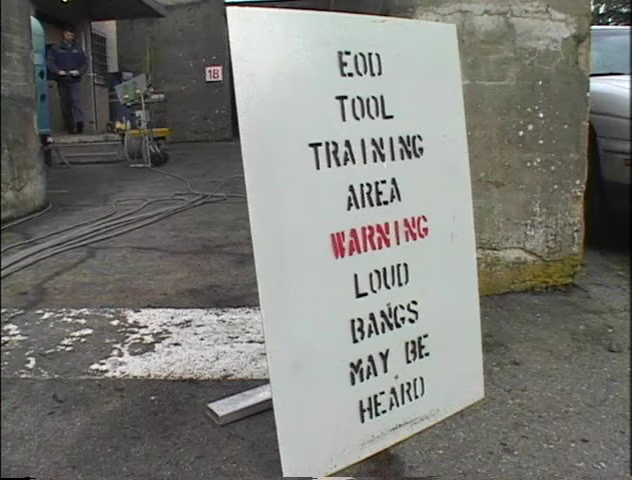 1B
EOD
TOOL
TRAINING
AREA
WARNING
LOUD
BANGS
MAY BE
HEARD